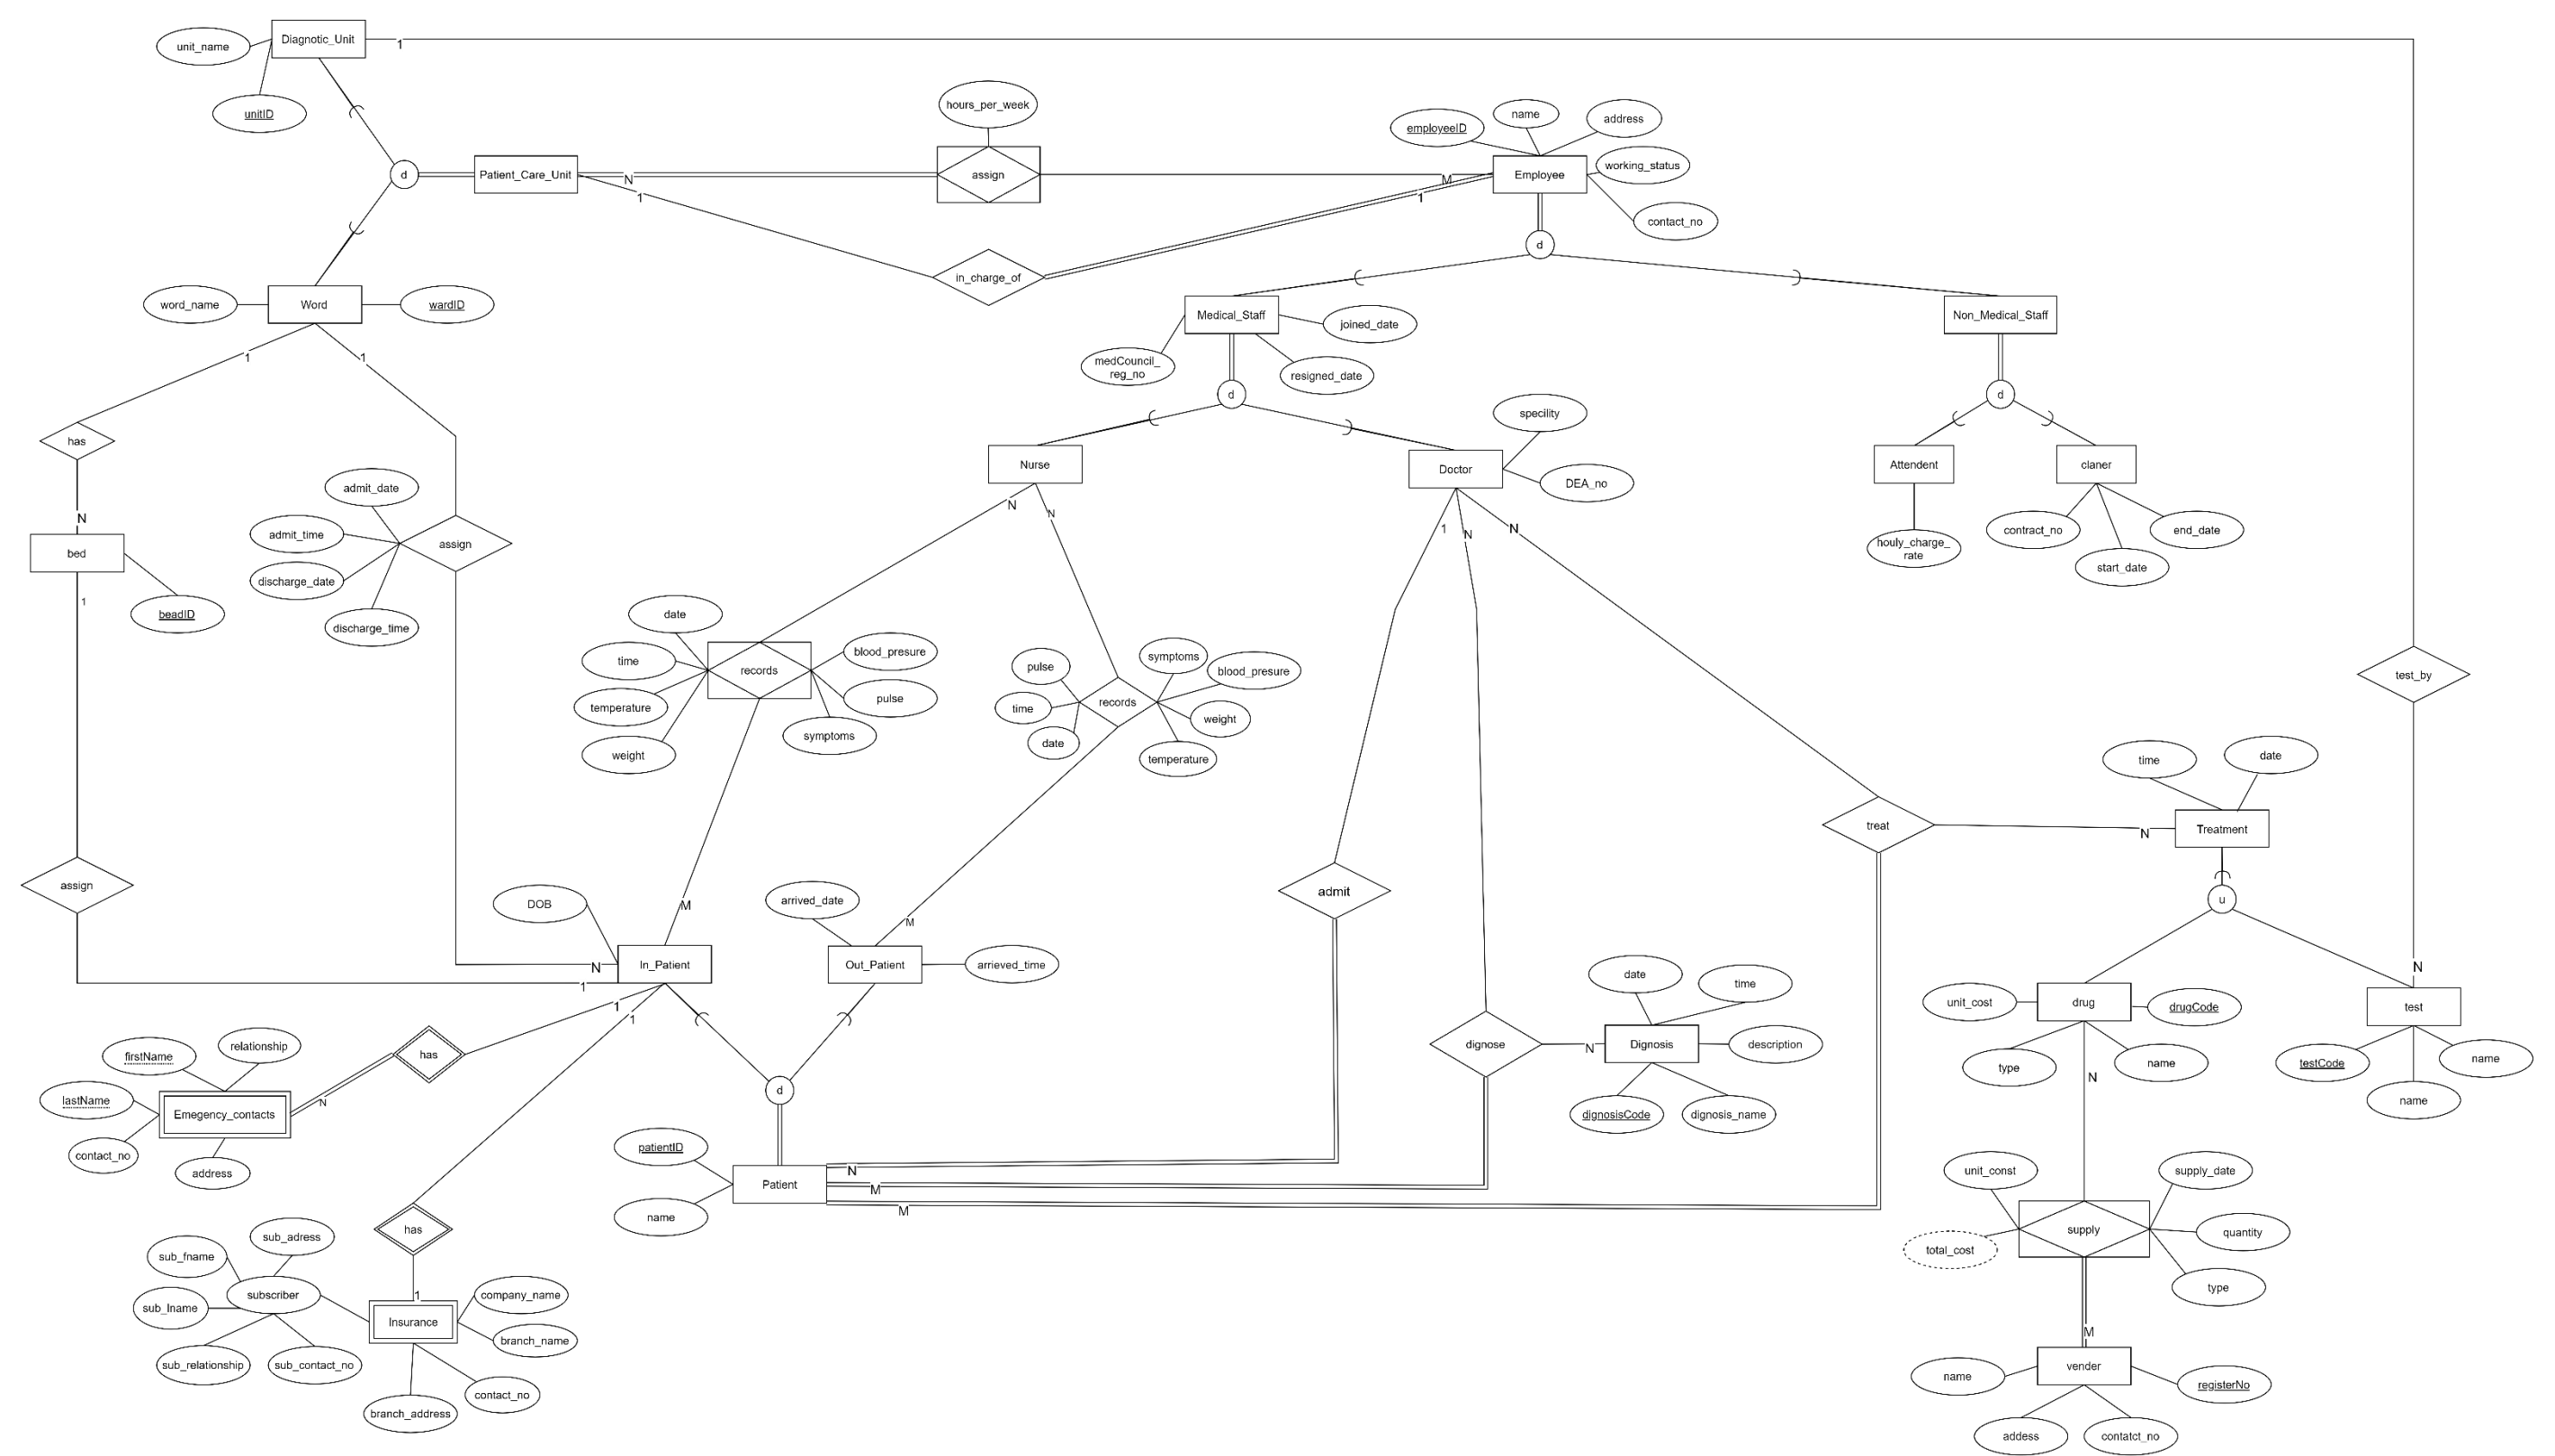 Diagnotic_Unit
1
unit_name
unitID
hours_per_week
employeeID
name
address
working_status
contact_no
d
Patient_Care_Unit
N
assign
M
Employee
1
1
in_charge_of
d
word_name
Word
wardID
1
1
Medical_Staff
joined_date
medCouncil_
reg_no
resigned_date
Non_Medical_Staff
d
d
has
specility
Nurse
Doctor
DEA_no
Attendent
claner
N
admit_date
admit_time
assign
discharge_date
discharge_time
N
N
1
N
N
houly_charge_
rate
contract_no
end_date
start_date
bed
1
beadID
date
time
records
blood_presure
temperature
pulse
weight
symptoms
pulse
symptoms
blood_presure
time
records
weight
date
temperature
test_by
time
date
treat
N
Treatment
u
assign
DOB
M
arrived_date
M
admit
N
In_Patient
Out_Patient
arrieved_time
1
1
1
date
time
dignose
N
Dignosis
description
dignosisCode
dignosis_name
N
unit_cost
drug
drugCode
type
name
test
testCode
name
name
firstName
relationship
has
lastName
Emegency_contacts
N
contact_no
address
d
patientID
Patient
name
N
M
M
N
unit_const
supply_date
total_cost
supply
quantity
type
M
has
sub_fname
sub_adress
subscriber
sub_lname
sub_relationship
sub_contact_no
1
Insurance
company_name
branch_name
contact_no
branch_address
name
vender
registerNo
addess
contatct_no